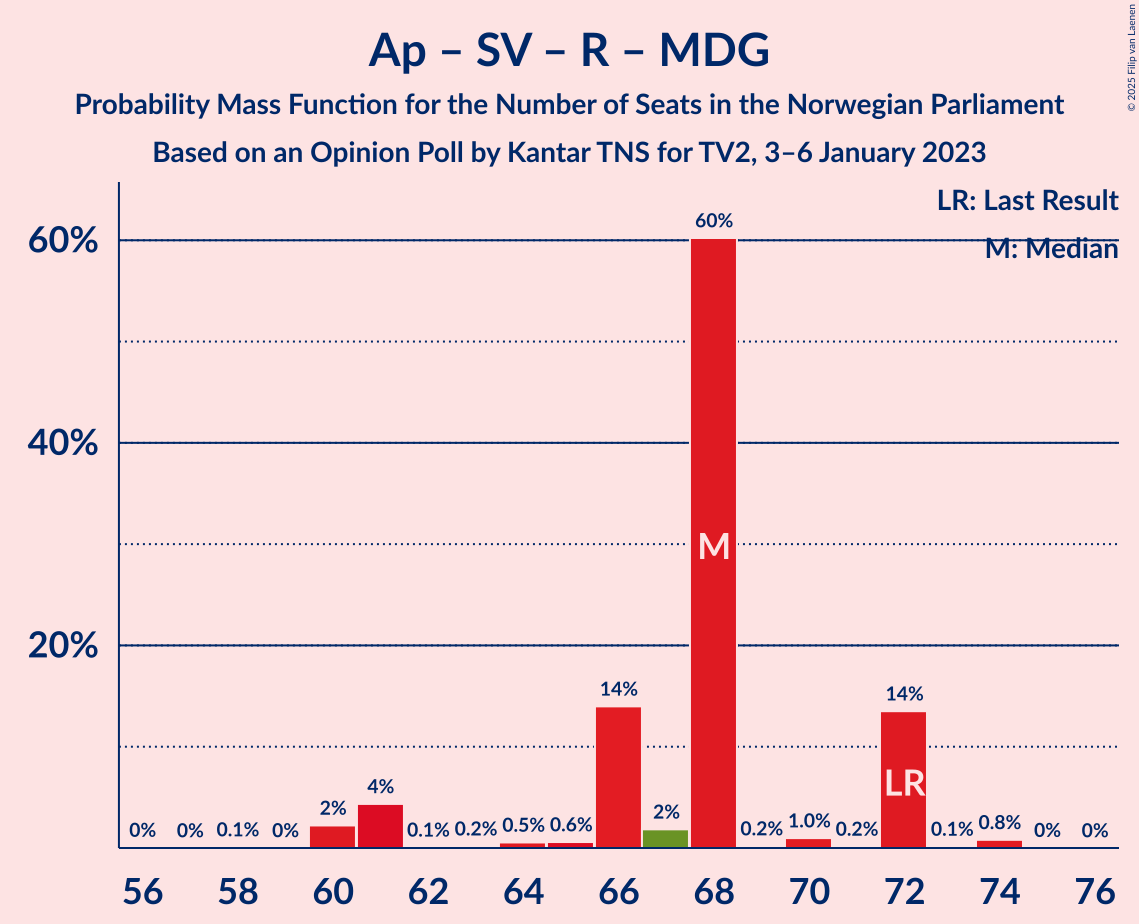 Ap – SV – R – MDG
Probability Mass Function for the Number of Seats in the Norwegian Parliament
Based on an Opinion Poll by Kantar TNS for TV2, 3–6 January 2023
© 2025 Filip van Laenen
LR: Last Result
M: Median
60%
40%
20%
0% 0% 0.1% 0% 2% 4% 0.1% 0.2% 0.5% 0.6% 14% 2% 60% 0.2% 1.0% 0.2% 14% 0.1% 0.8% 0% 0%
M
LR
56 58 60 62 64 66 68 70 72 74 76